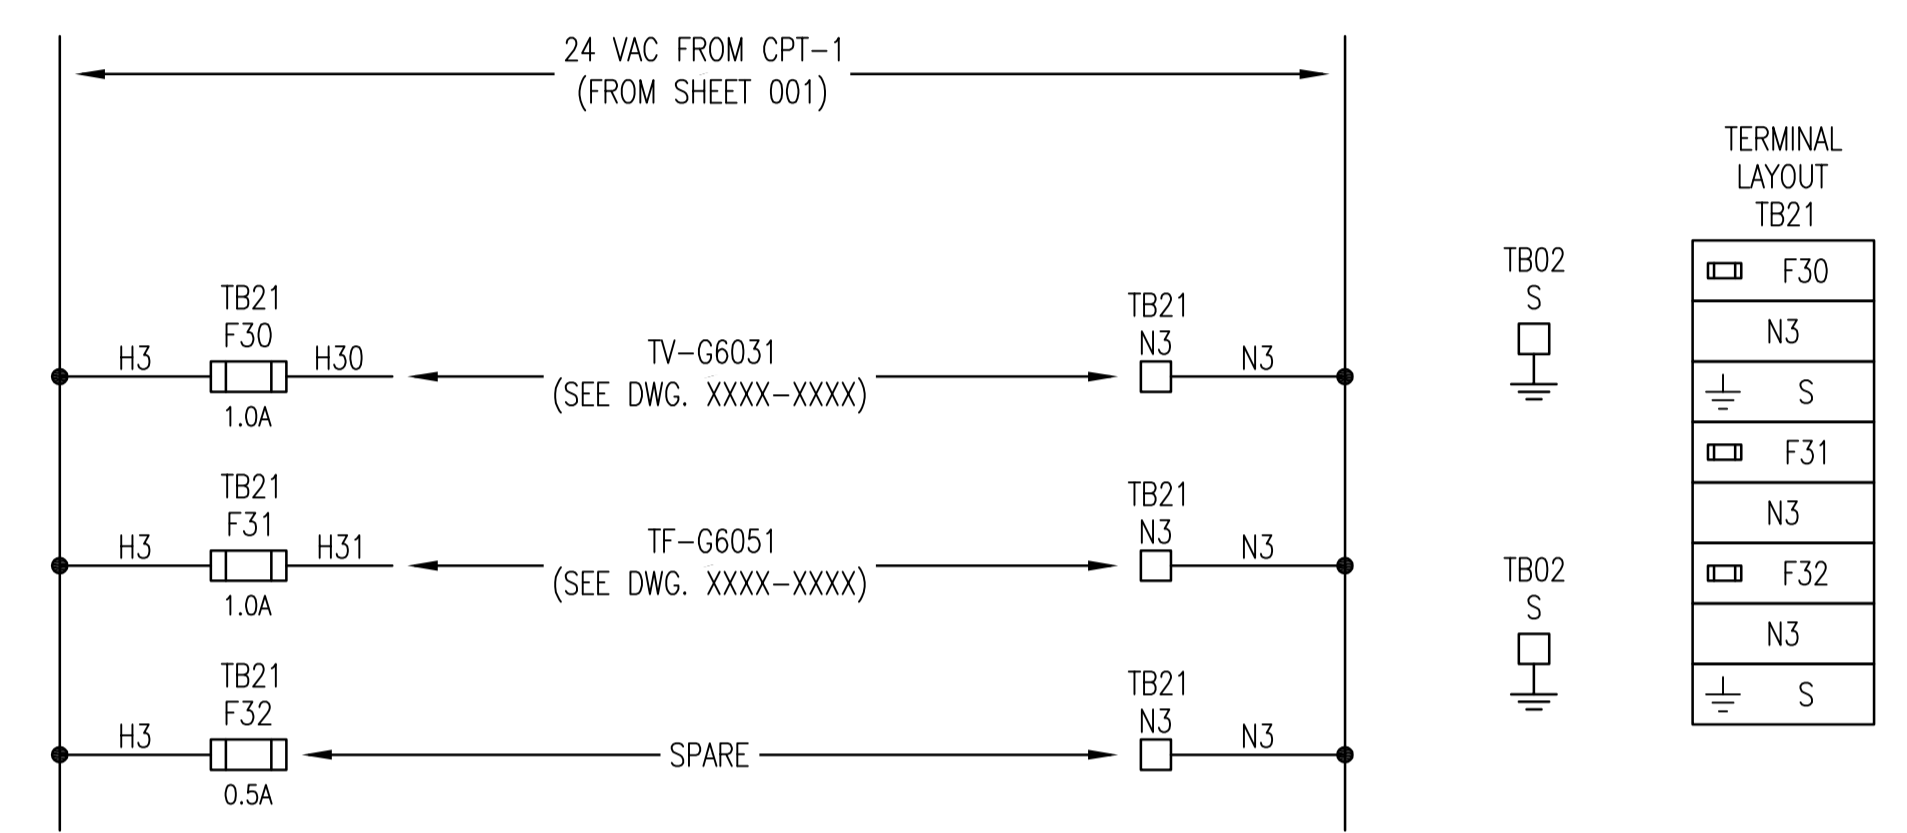 24 VAC FROM CPT-1
(FROM SHEET 001)
TB21
F30
H3
H30
1.0A
TV-G6031
(SEE DWG. XXXX-XXXX)
TB21
N3
N3
TB21
F31
H3
H31
1.0A
TF-G6051
(SEE DWG. XXXX-XXXX)
TB21
N3
N3
TB21
F32
H3
0.5A
SPARE
TB21
N3
N3
TB02
S
TB02
S
TERMINAL
LAYOUT
TB21
F30
N3
S
F31
N3
F32
N3
S